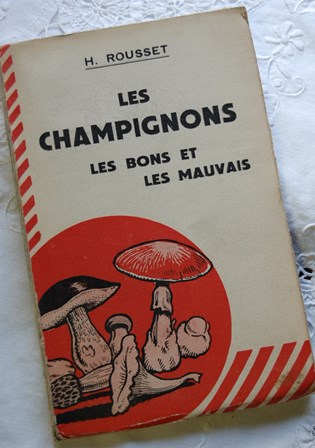 H. ROUSSET
LES
CHAMPIGNONS
LES BONS ET
LES MAUVAIS